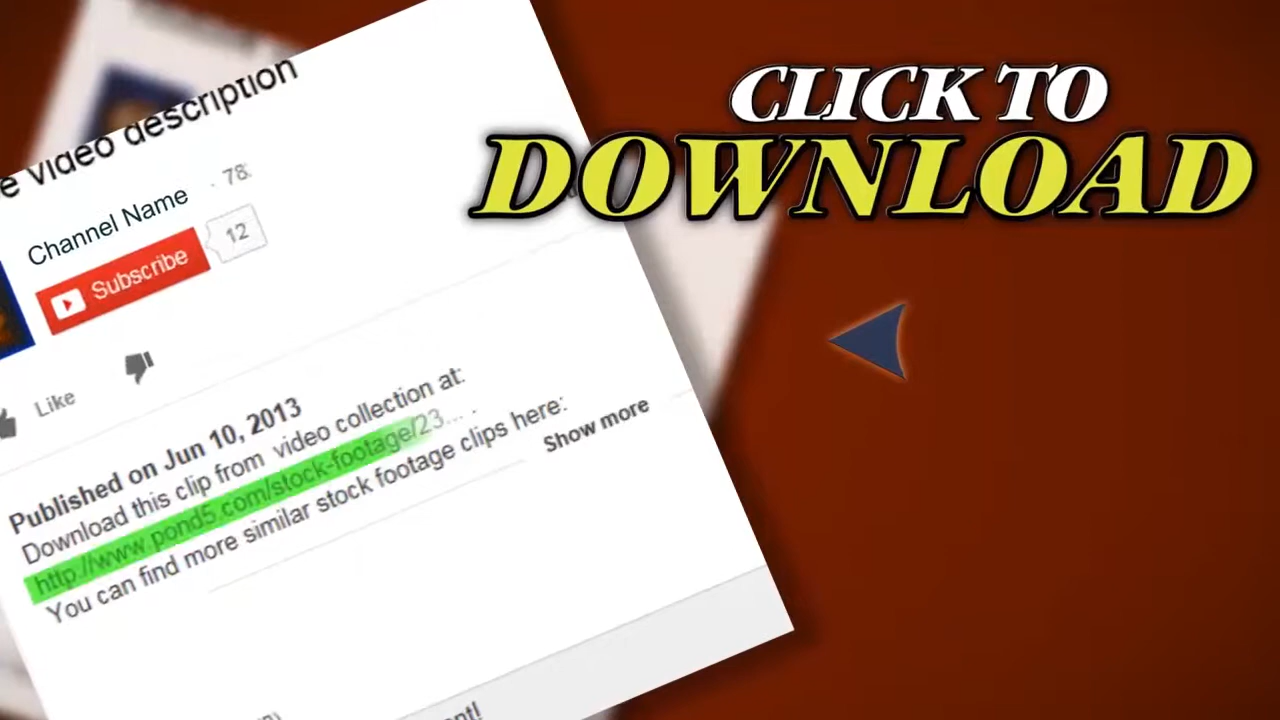 CLICK TO
DOWNLOAD
e video description
Channel Name
78
Subscribe
12
Like
Published on Jun 10, 2013
Download this clip from video collection at:
http://www.pond5.com/stock-footage/23...
You can find more similar stock footage clips here:
Show more